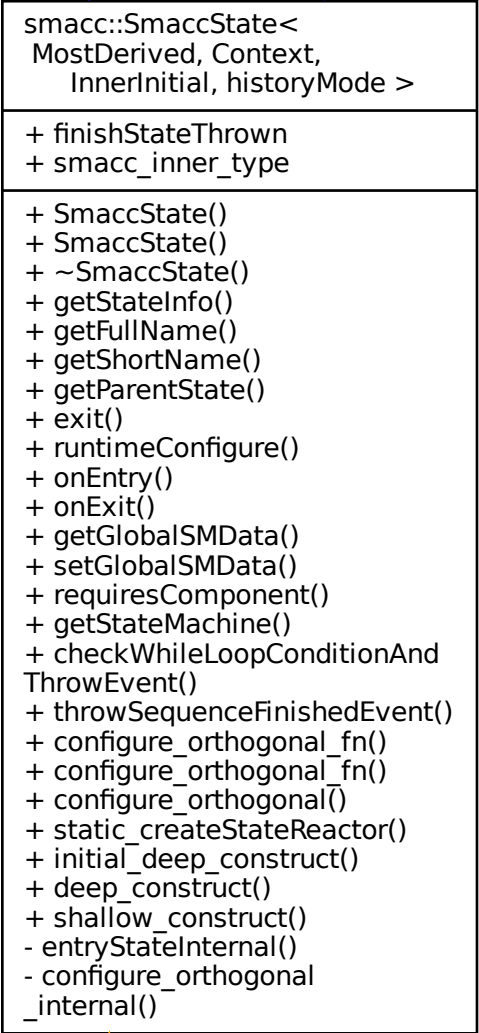 smacc::SmaccState<
MostDerived, Context,
InnerInitial, historyMode >
+ finishStateThrown
+ smacc_inner_type
+ SmaccState()
+ SmaccState()
+ ~SmaccState()
+ getStateInfo()
+ getFullName()
+ getShortName()
+ getParentState()
+ exit()
+ runtimeConfigure()
+ onEntry()
+ onExit()
+ getGlobalSMData()
+ setGlobalSMData()
+ requiresComponent()
+ getStateMachine()
+ checkWhileLoopConditionAnd
ThrowEvent()
+ throwSequenceFinishedEvent()
+ configure_orthogonal_fn()
+ configure_orthogonal_fn()
+ configure_orthogonal()
+ static_createStateReactor()
+ initial_deep_construct()
+ deep_construct()
+ shallow_construct()
- entryStateInternal()
- configure_orthogonal
_internal()